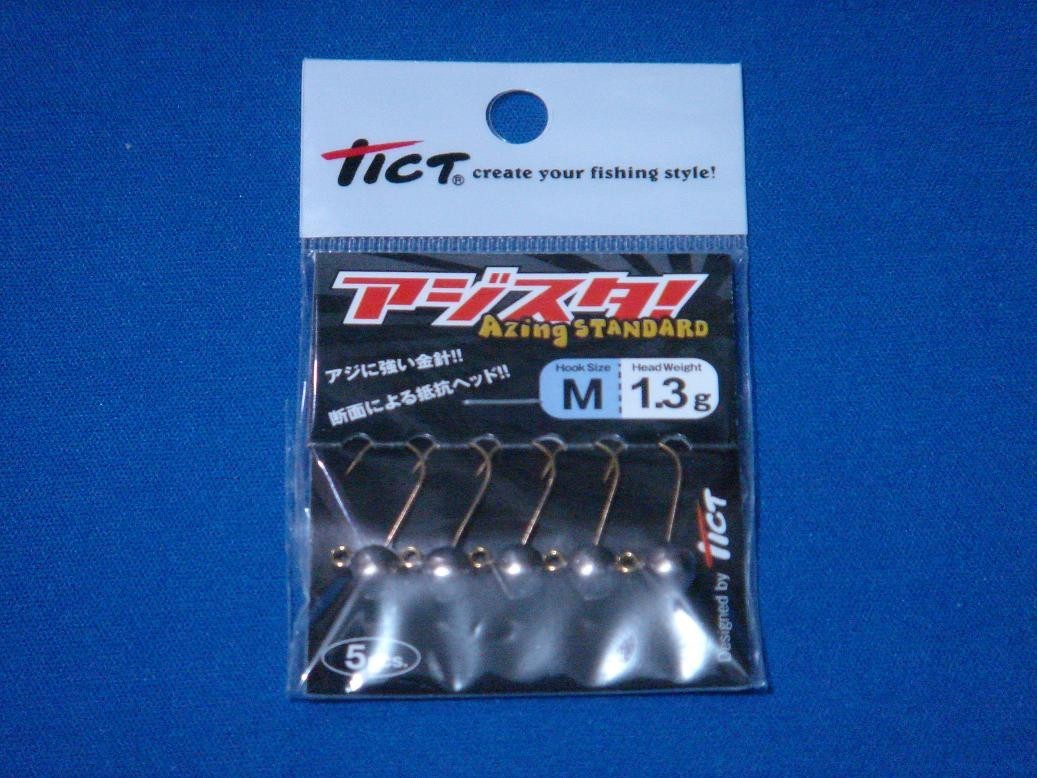 TICT® create your fishing style!
アジスタ!
Azing STANDARD
アジに強い金針!!
断面による抵抗ヘッド!!
Hook Size
M
Head Weight
1.3g
Designed by TICT
5pcs.